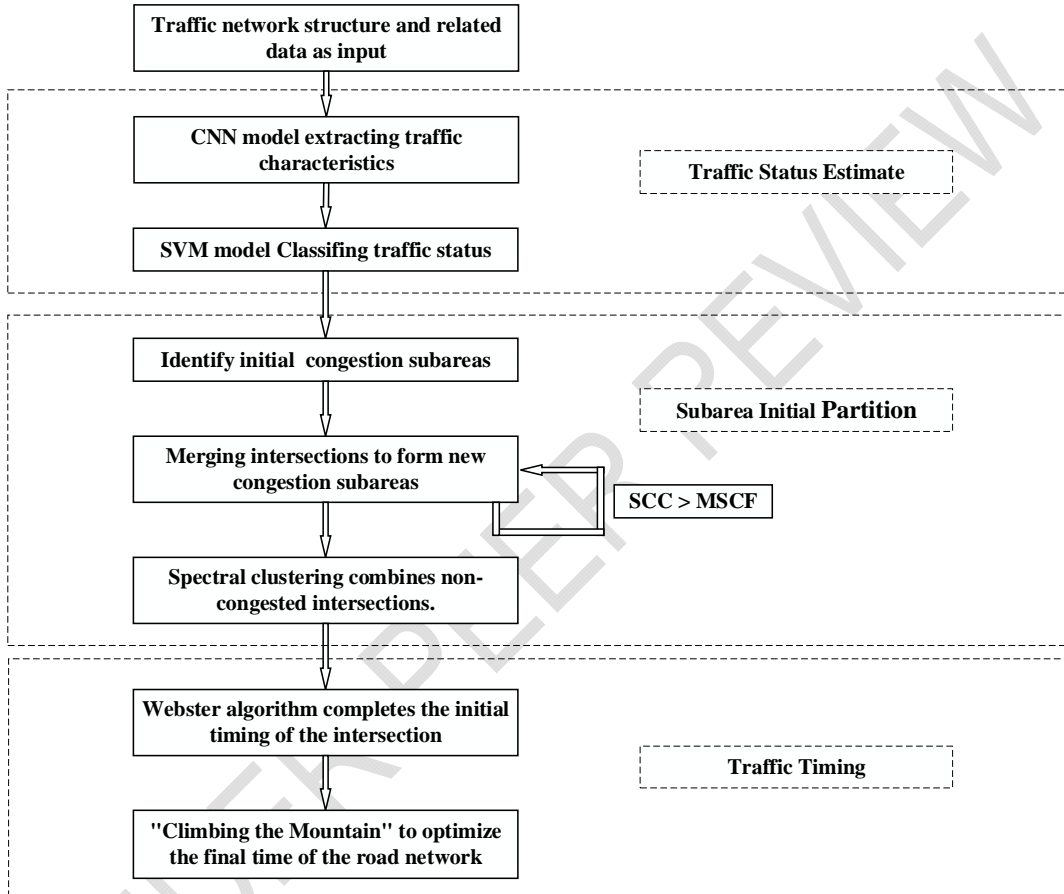 Traffic network structure and related
data as input
CNN model extracting traffic
characteristics
Traffic Status Estimate
SVM model Classifing traffic status
Identify initial congestion subareas
Subarea Initial Partition
Merging intersections to form new
congestion subareas
SCC > MSCF
Spectral clustering combines non-
congested intersections.
Webster algorithm completes the initial
timing of the intersection
Traffic Timing
"Climbing the Mountain" to optimize
the final time of the road network
PEER REVIEW